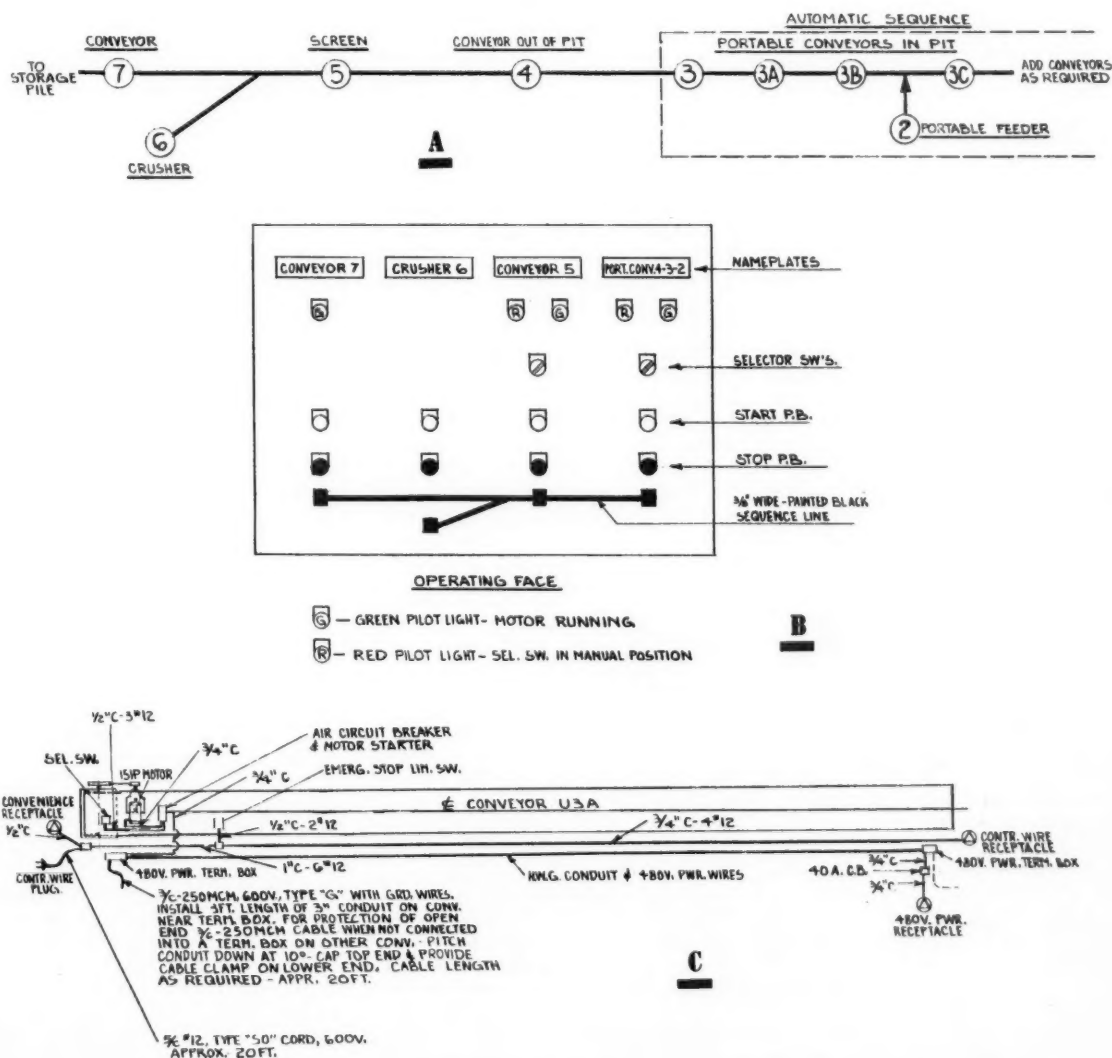 AUTOMATIC SEQUENCE
CONVEYOR
SCREEN
CONVEYOR OUT OF PIT
PORTABLE CONVEYORS IN PIT
TO STORAGE PILE
7
5
4
3
3A
3B
3C
ADD CONVEYORS AS REQUIRED
6
CRUSHER
2
PORTABLE FEEDER
A
CONVEYOR 7
CRUSHER 6
CONVEYOR 5
PORT.CONV.4-3-2
NAMEPLATES
R
G
R
G
SELECTOR SW'S.
START P.B.
STOP P.B.
WIDE-PAINTED BLACK
SEQUENCE LINE
OPERATING FACE
G — GREEN PILOT LIGHT- MOTOR RUNNING
R — RED PILOT LIGHT- SEL. SW. IN MANUAL POSITION
B
1/2"C-3#12
SEL. SW.
MOTOR
3/4"C
AIR CIRCUIT BREAKER
& MOTOR STARTER
3/4" C
EMERG. STOP LIM. SW.
CONVENIENCE
RECEPTACLE
1/2"C
CONTR. WIRE
PLUG.
480V. PWR. TERM. BOX
1/2"C-2#12
1"C-6#12
℄ CONVEYOR U3A
3/4"C-4#12
CONTR. WIRE
RECEPTACLE
480V. PWR. TERM. BOX
CONDUIT & 480V. PWR. WIRES
3/4"C
40 A. C.B.
3/4"C
480V. PWR.
RECEPTACLE
3/C-250MCM, 600V, TYPE "G" WITH GRD. WIRES.
INSTALL 3FT. LENGTH OF 3" CONDUIT ON CONV.
NEAR TERM. BOX. FOR PROTECTION OF OPEN
END 3/C-250MCM CABLE WHEN NOT CONNECTED
INTO A TERM. BOX ON OTHER CONV. - PITCH
CONDUIT DOWN AT 10°- CAP TOP END & PROVIDE
CABLE CLAMP ON LOWER END. CABLE LENGTH
AS REQUIRED - APPR. 20FT.
C
5/C #12, TYPE "SO" CORD, 600V.
APPROX. 20FT.